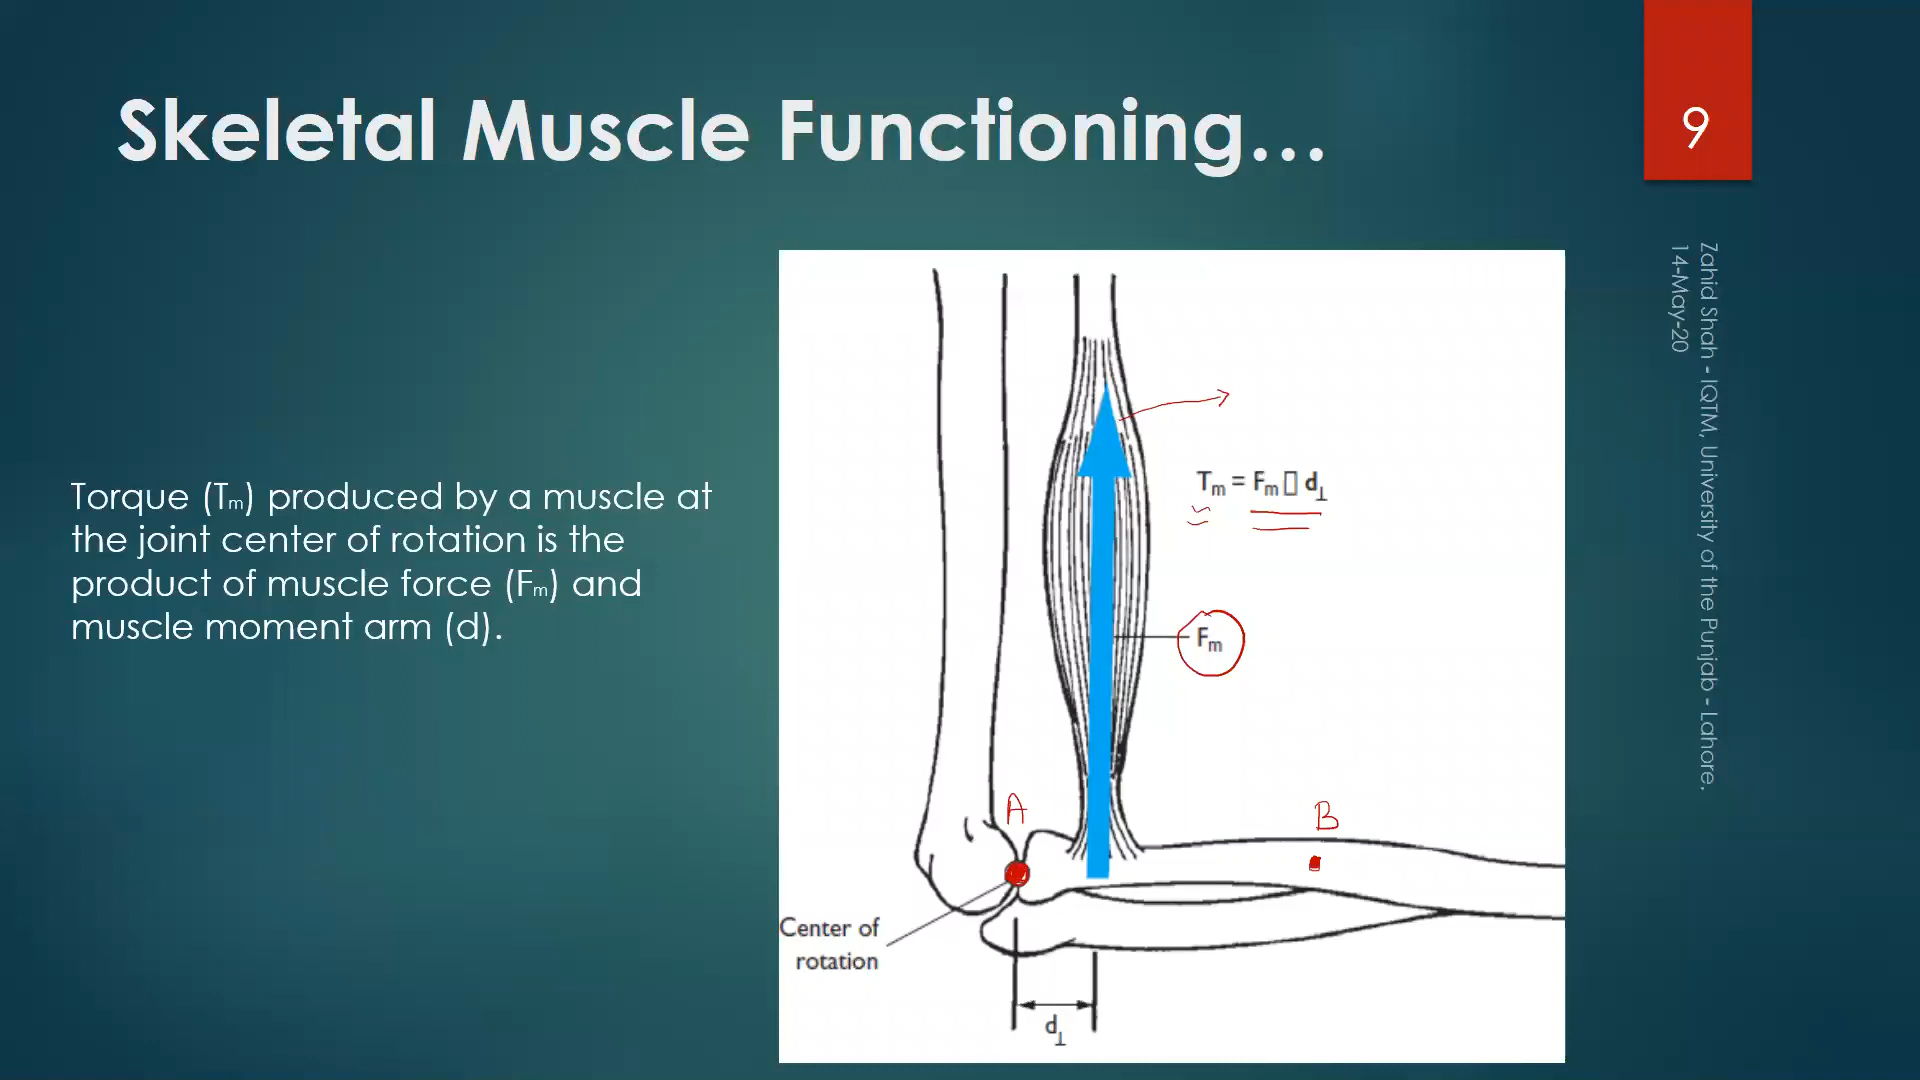 Skeletal Muscle Functioning...
9
Zahid Shah - IQTM, University of the Punjab - Lahore.
14-May-20
Torque (Tm) produced by a muscle at
the joint center of rotation is the
product of muscle force (Fm) and
muscle moment arm (d).
Tm = Fm▯ d⊥
Fm
A
B
Center of
rotation
d⊥